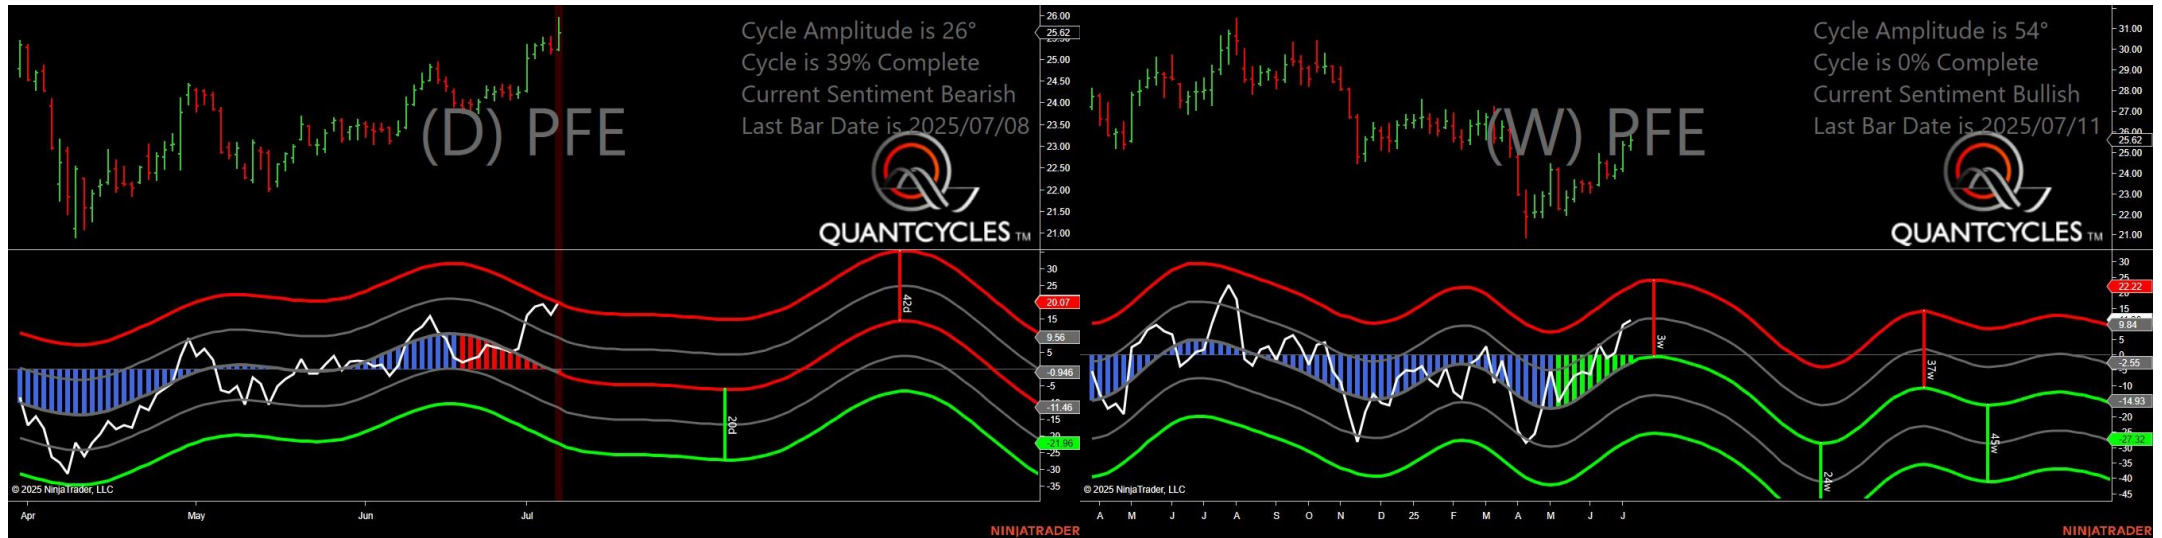 Cycle Amplitude is 26°
Cycle is 39% Complete
Current Sentiment Bearish
Last Bar Date is 2025/07/08
(D) PFE
QUANTCYCLES TM
26.00
25.62
25.00
24.50
24.00
23.50
23.00
22.50
22.00
21.50
21.00
42d
20d
30
25
20.07
15
9.56
5
-0.946
-5
-11.46
-15
-21.96
-25
-30
-35
© 2025 NinjaTrader, LLC
Apr May Jun Jul
NINJATRADER
Cycle Amplitude is 54°
Cycle is 0% Complete
Current Sentiment Bullish
Last Bar Date is 2025/07/11
(W) PFE
QUANTCYCLES TM
31.00
30.00
29.00
28.00
27.00
26.00
25.62
25.00
24.00
23.00
22.00
21.00
3w
37w
24w
45w
30
25
22.22
15
9.84
5
-2.55
-10
-14.93
-20
-27.32
-30
-35
-40
-45
© 2025 NinjaTrader, LLC
A M J J A S O N D 25 F M A M J J
NINJATRADER